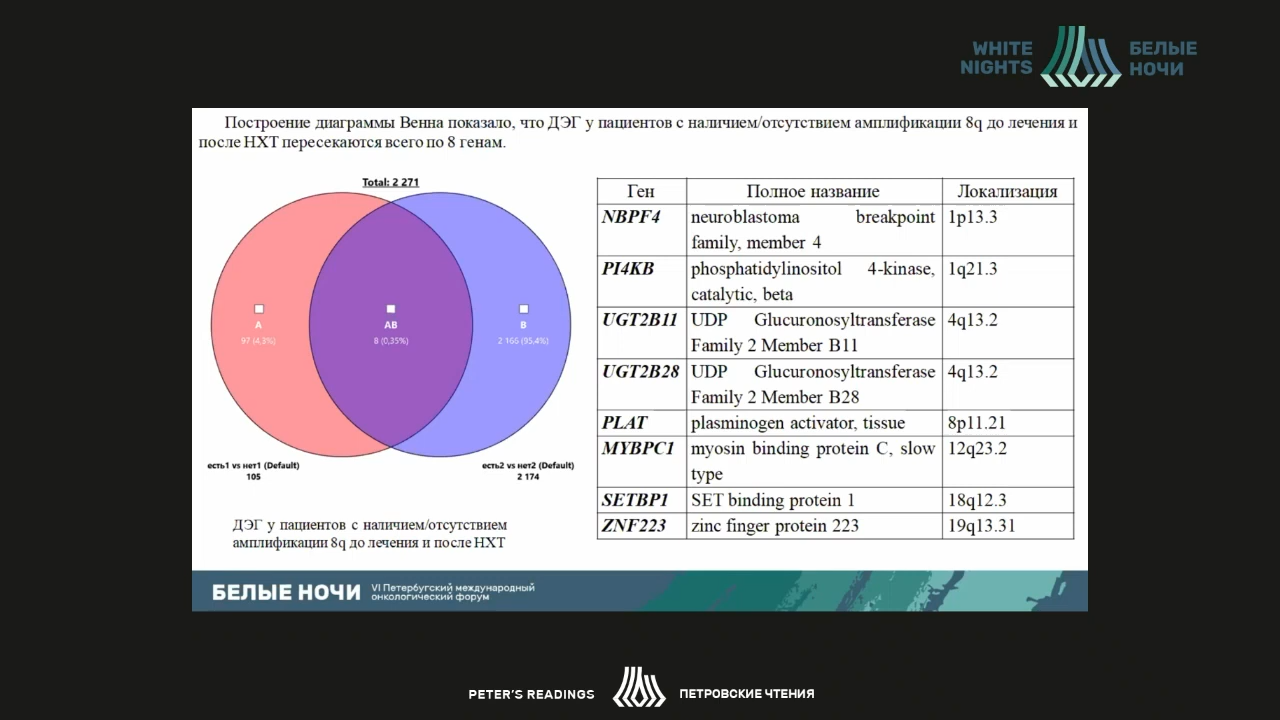 WHITE
NIGHTS
БЕЛЫЕ
НОЧИ
Построение диаграммы Венна показало, что ДЭГ у пациентов с наличием/отсутствием амплификации 8q до лечения и
после НХТ пересекаются всего по 8 генам.
Total: 2 271
A
97 (4,3%)
AB
8 (0,35%)
B
2 166 (95,4%)
есть1 vs нет1 (Default)
105
есть2 vs нет2 (Default)
2 174
ДЭГ у пациентов с наличием/отсутствием
амплификации 8q до лечения и после НХТ
Ген Полное название Локализация
NBPF4 neuroblastoma breakpoint 1p13.3
family, member 4
PI4KB phosphatidylinositol 4-kinase, 1q21.3
catalytic, beta
UGT2B11 UDP Glucuronosyltransferase 4q13.2
Family 2 Member B11
UGT2B28 UDP Glucuronosyltransferase 4q13.2
Family 2 Member B28
PLAT plasminogen activator, tissue 8p11.21
MYBPC1 myosin binding protein C, slow 12q23.2
type
SETBP1 SET binding protein 1 18q12.3
ZNF223 zinc finger protein 223 19q13.31
БЕЛЫЕ НОЧИ
VI Петербургский международный
онкологический форум
PETER'S READINGS
ПЕТРОВСКИЕ ЧТЕНИЯ